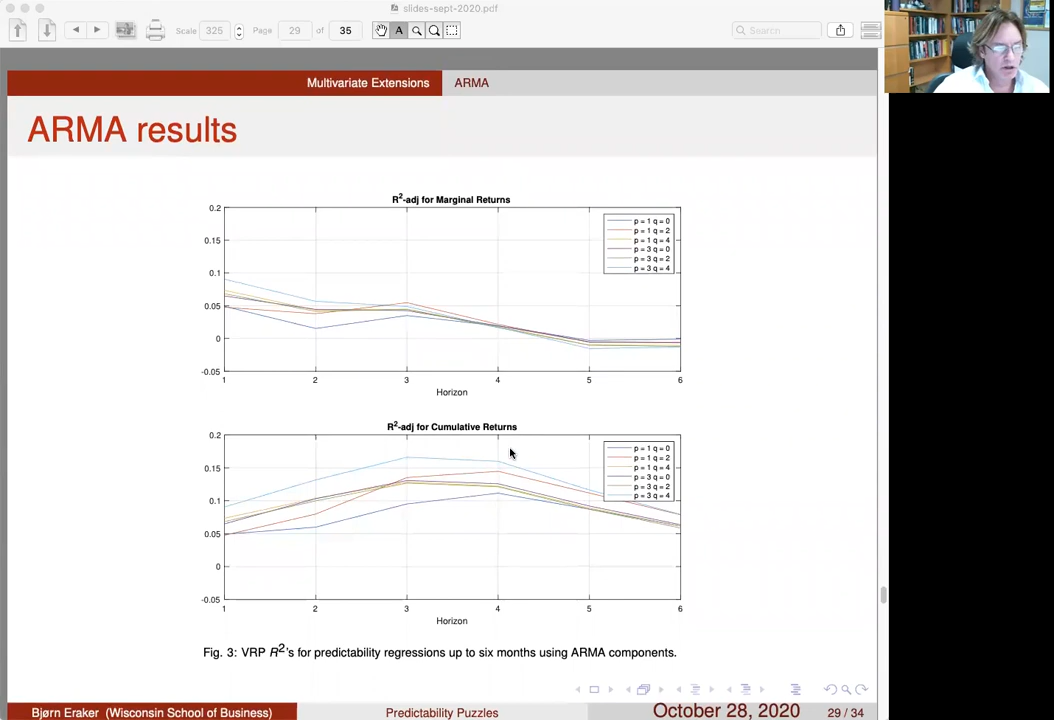 slides-sept-2020.pdf
Scale 325 Page 29 of 35 A Search
Multivariate Extensions ARMA
ARMA results
R2-adj for Marginal Returns
0.2
0.15
0.1
0.05
0
-0.05
1 2 3 4 5 6
Horizon
p = 1 q = 0
p = 1 q = 2
p = 1 q = 4
p = 3 q = 0
p = 3 q = 2
p = 3 q = 4
R2-adj for Cumulative Returns
0.2
0.15
0.1
0.05
0
-0.05
1 2 3 4 5 6
Horizon
p = 1 q = 0
p = 1 q = 2
p = 1 q = 4
p = 3 q = 0
p = 3 q = 2
p = 3 q = 4
Fig. 3: VRP R2's for predictability regressions up to six months using ARMA components.
Bjørn Eraker (Wisconsin School of Business) Predictability Puzzles October 28, 2020 29 / 34